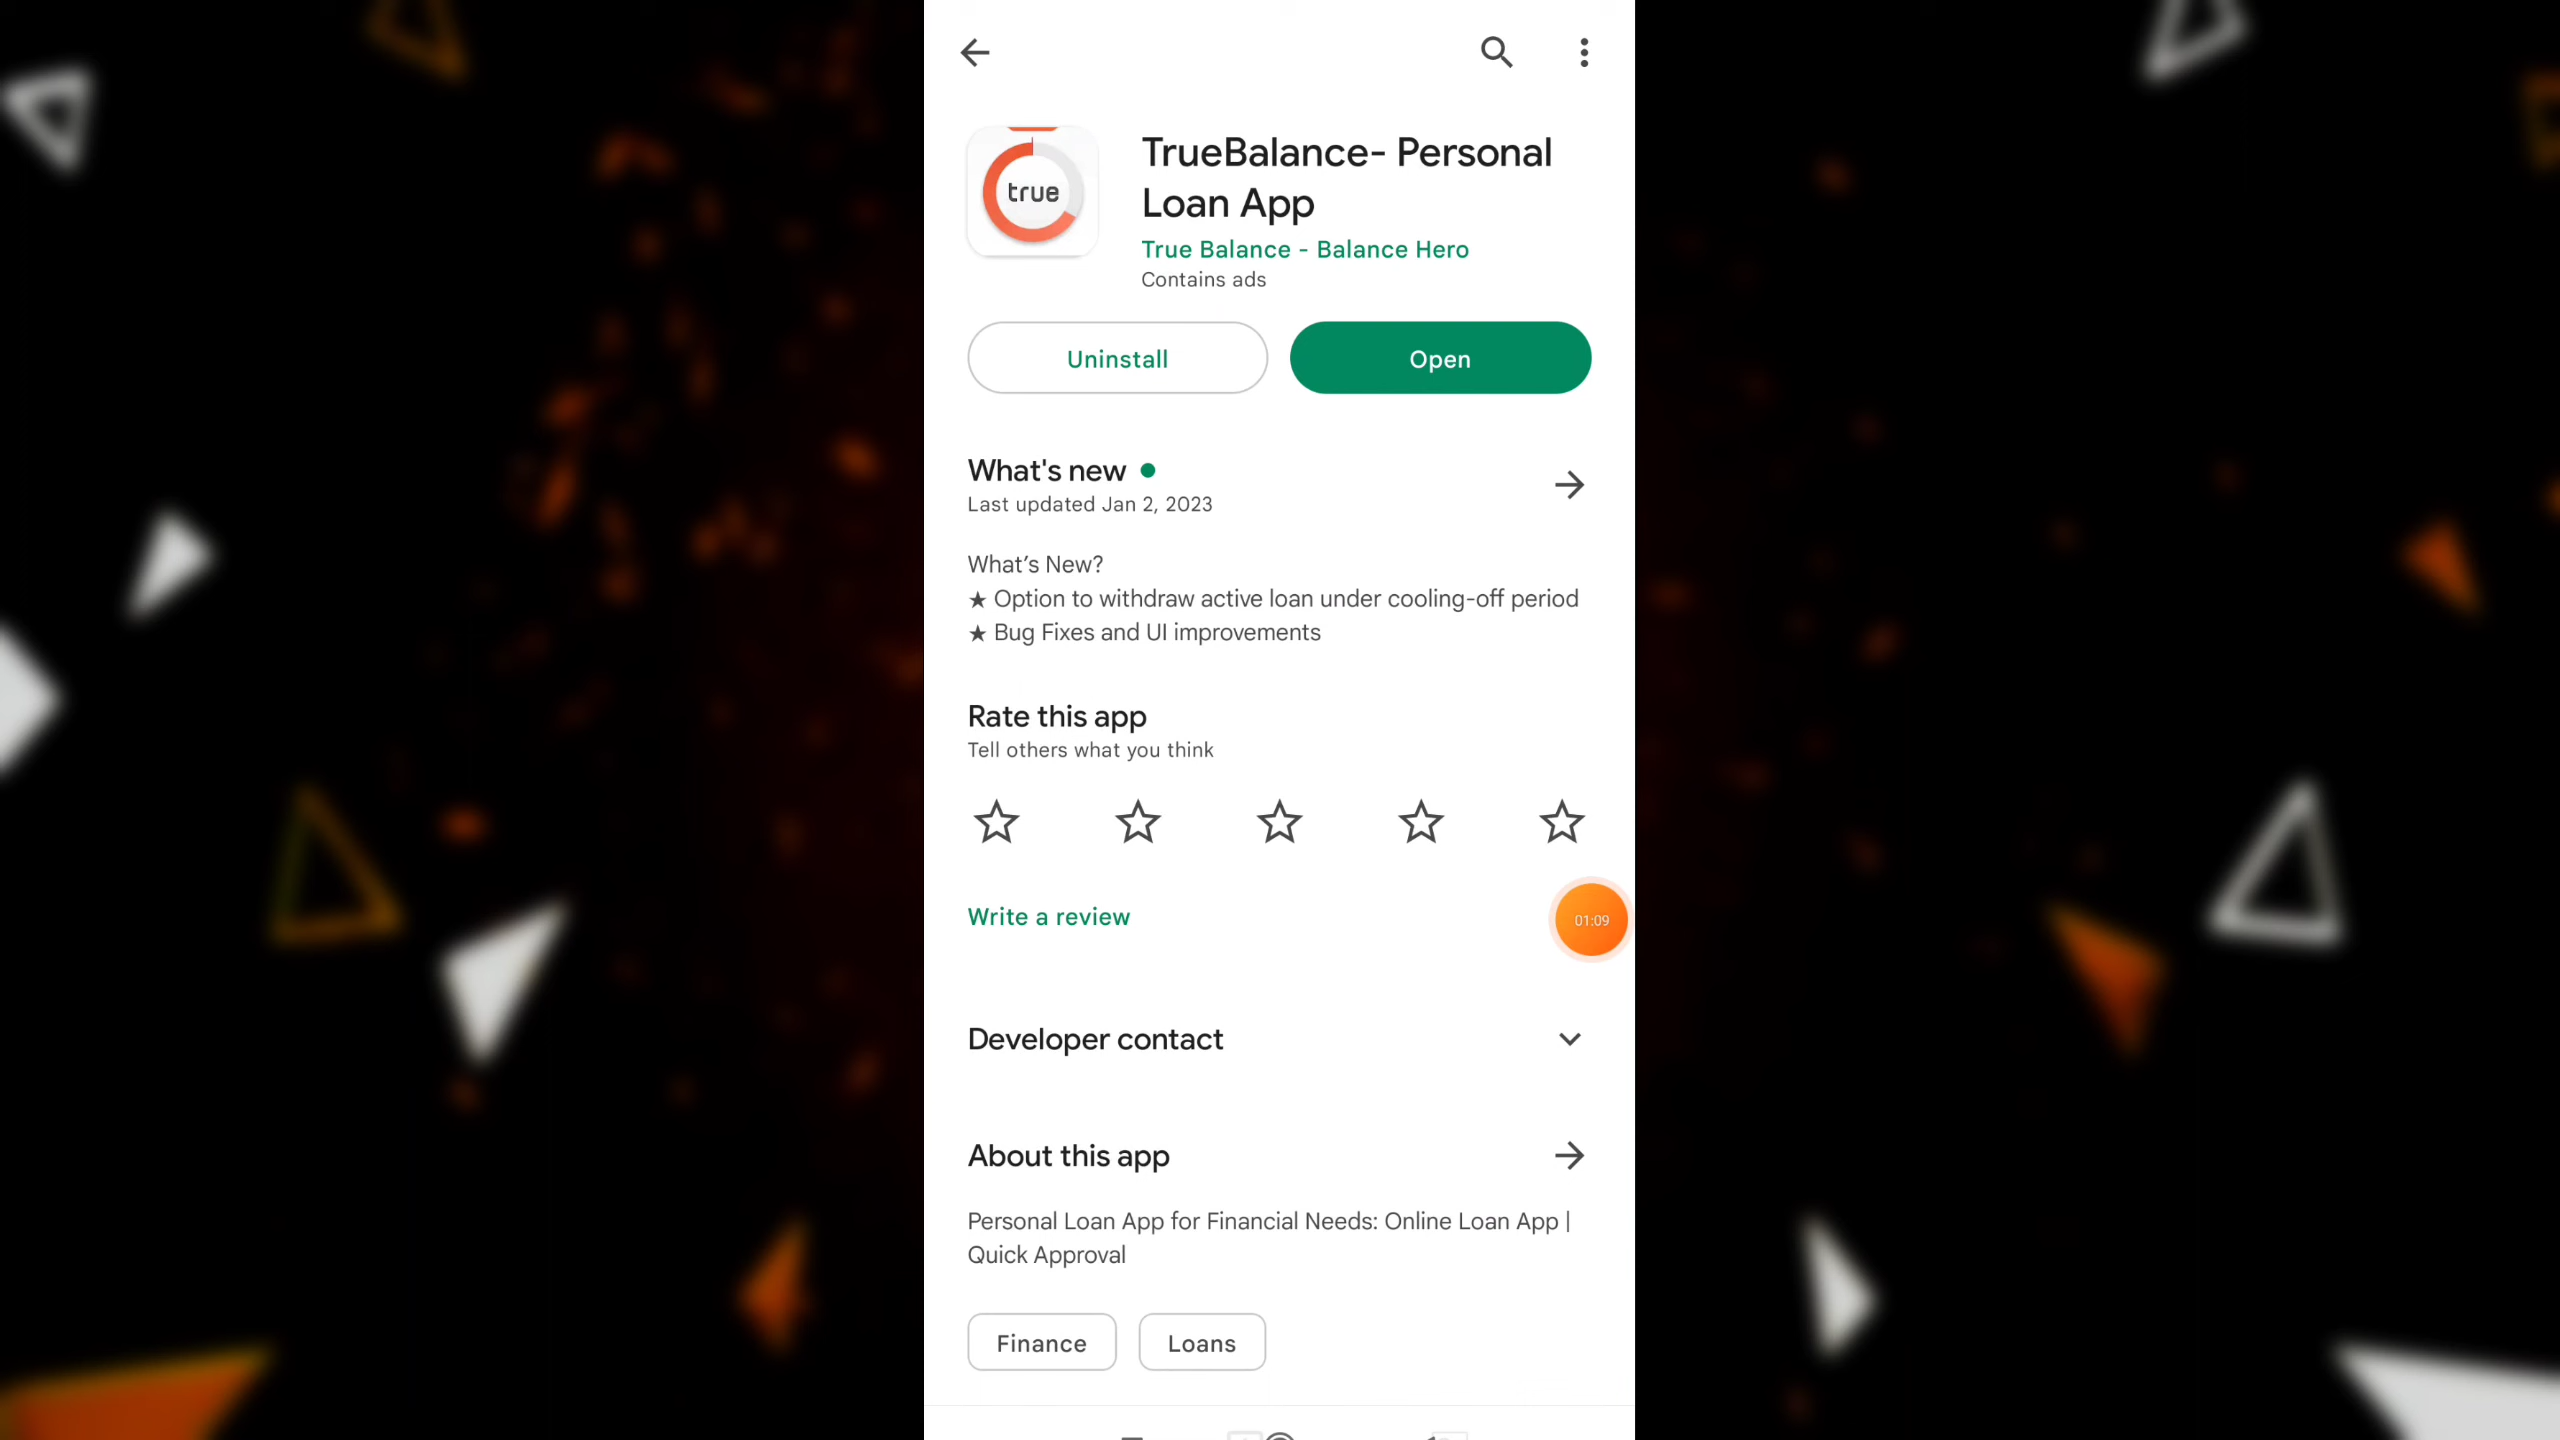 true
TrueBalance- Personal
Loan App
True Balance - Balance Hero
Contains ads
Uninstall
Open
What's new
Last updated Jan 2, 2023
What’s New?
★ Option to withdraw active loan under cooling-off period
★ Bug Fixes and UI improvements
Rate this app
Tell others what you think
Write a review
01:09
Developer contact
About this app
Personal Loan App for Financial Needs: Online Loan App |
Quick Approval
Finance
Loans